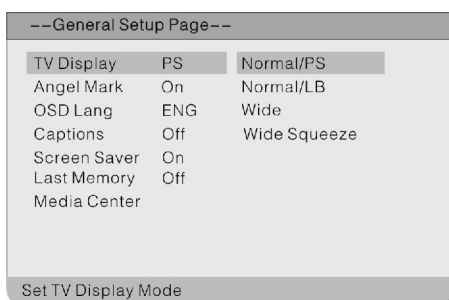 --General Setup Page--
TV Display PS Normal/PS
Angel Mark On Normal/LB
OSD Lang ENG Wide
Captions Off Wide Squeeze
Screen Saver On
Last Memory Off
Media Center
Set TV Display Mode